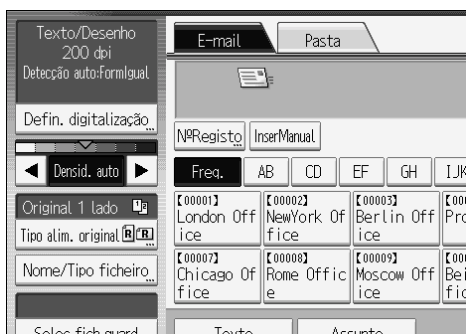 Texto/Desenho
200 dpi
Detecção auto:FormIgual
Defin. digitalização
Densid. auto
Original 1 lado
Tipo alim. original
Nome/Tipo ficheiro
E-mail
Pasta
NºRegisto
InserManual
Freq.
AB
CD
EF
GH
IJK
【00001】
London Off
ice
【00002】
NewYork Of
fice
【00003】
Berlin Off
ice
【00007】
Chicago Of
fice
【00008】
Rome Offic
e
【00009】
Moscow Off
ice
Texto
Assunto